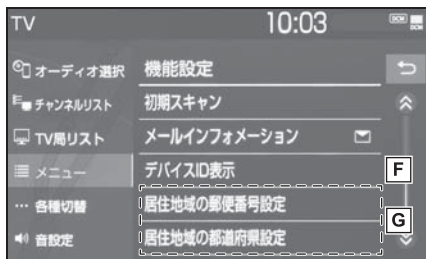 TV
10:03
DCM
DCM
オーディオ選択
機能設定
チャンネルリスト
初期スキャン
TV局リスト
メールインフォメーション
メニュー
デバイスID表示
F
各種切替
居住地域の郵便番号設定
G
音設定
居住地域の都道府県設定